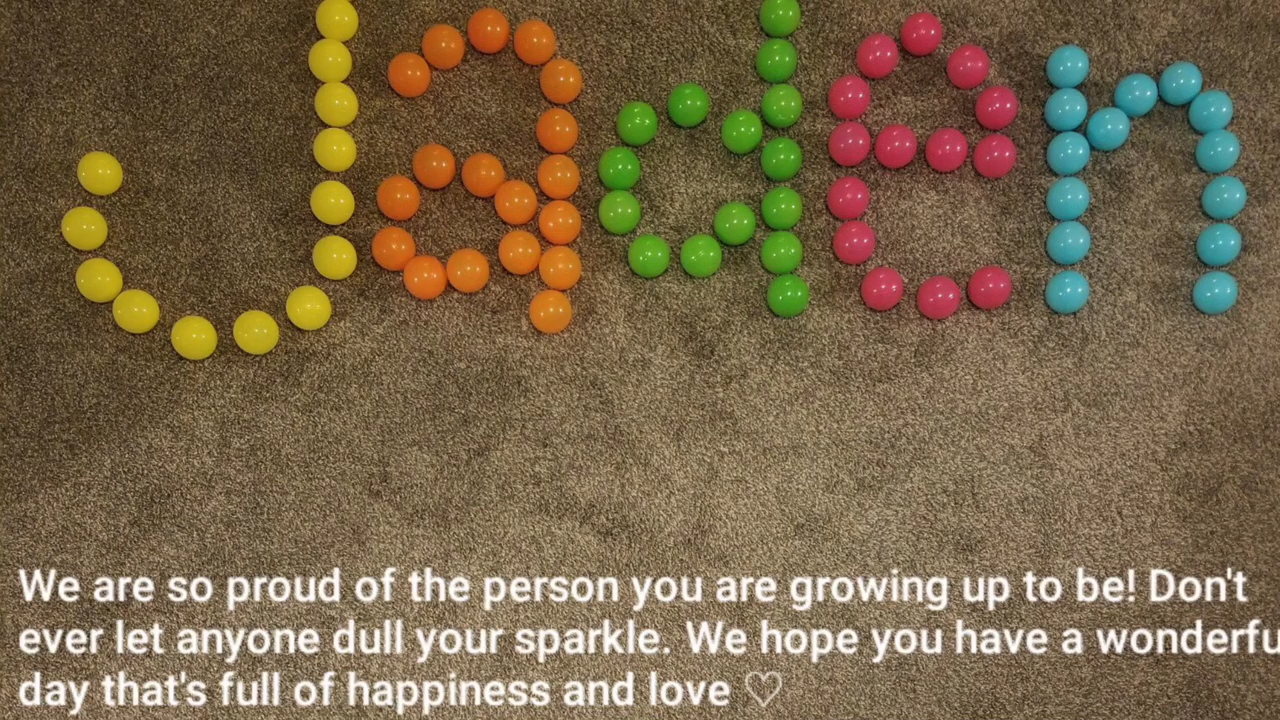 Jaden
We are so proud of the person you are growing up to be! Don't
ever let anyone dull your sparkle. We hope you have a wonderfu
day that's full of happiness and love ♡